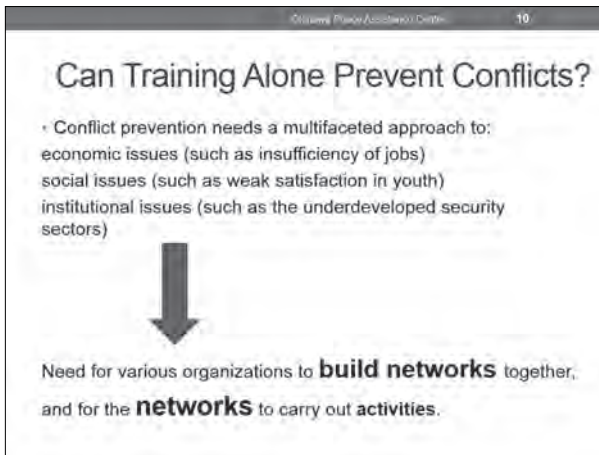 10
Can Training Alone Prevent Conflicts?
• Conflict prevention needs a multifaceted approach to:
economic issues (such as insufficiency of jobs)
social issues (such as weak satisfaction in youth)
institutional issues (such as the underdeveloped security
sectors)
Need for various organizations to build networks together,
and for the networks to carry out activities.